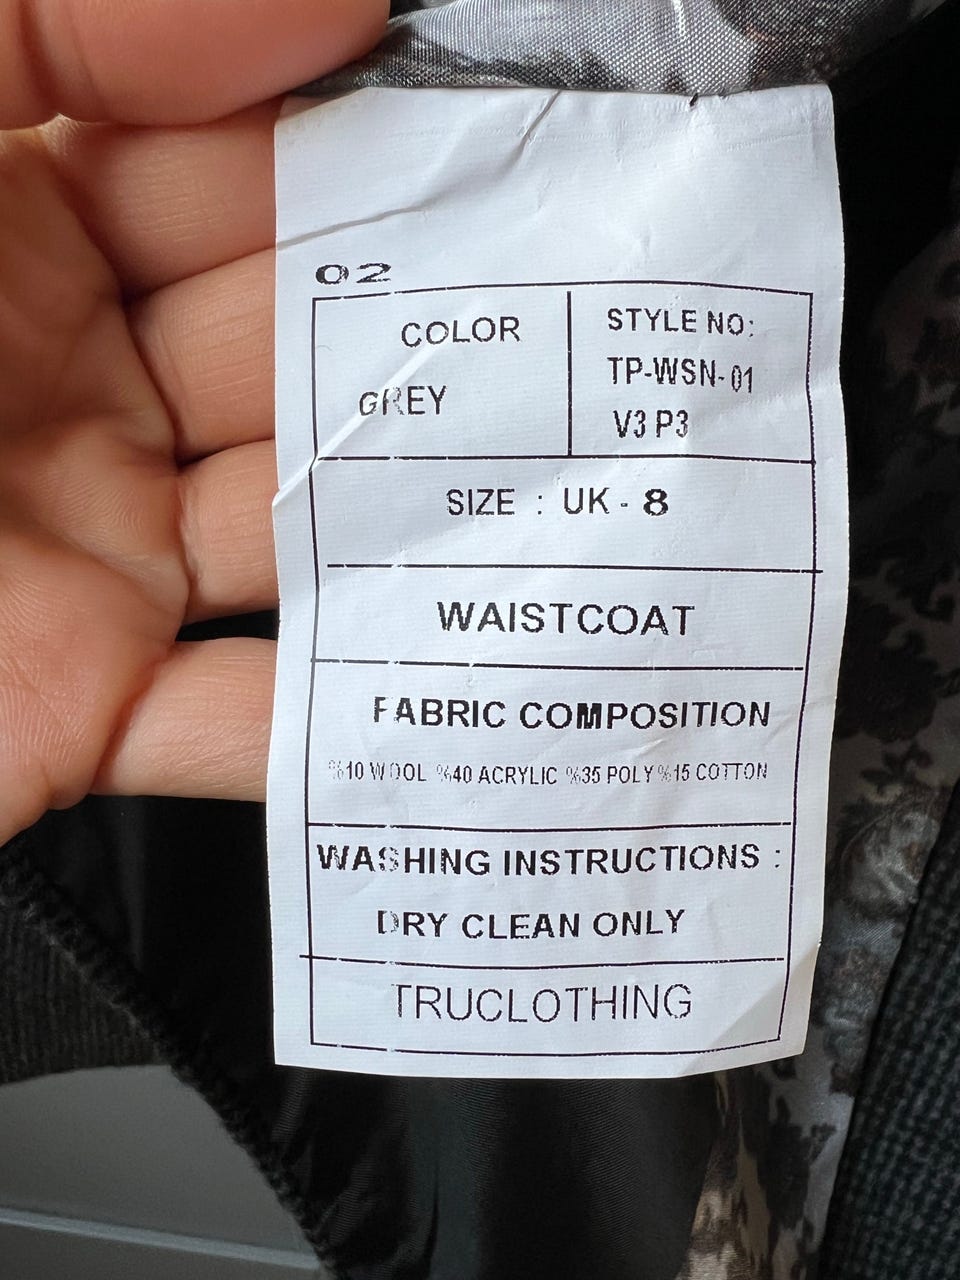 02
COLOR
GREY
STYLE NO:
TP-WSN-01
V3 P3
SIZE : UK - 8
WAISTCOAT
FABRIC COMPOSITION
%10 WOOL %40 ACRYLIC %35 POLY %15 COTTON
WASHING INSTRUCTIONS :
DRY CLEAN ONLY
TRUCLOTHING